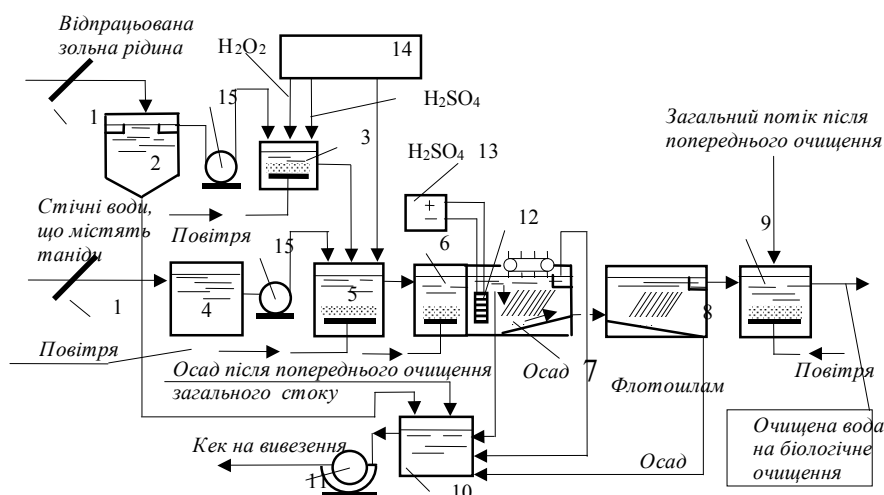 Відпрацьована
зольна рідина
H2O2
14
H2SO4
15
1
2
3
Загальний потік після
попереднього очищення
H2SO4 13
12
Стічні води,
що містять
таніди
Повітря
15
6
9
1
4
5
8
Повітря
Осад після попереднього очищення
загального стоку
Осад 7
Флотошлам
Повітря
Кек на вивезення
11
10
Осад
Очищена вода
на біологічне
очищення